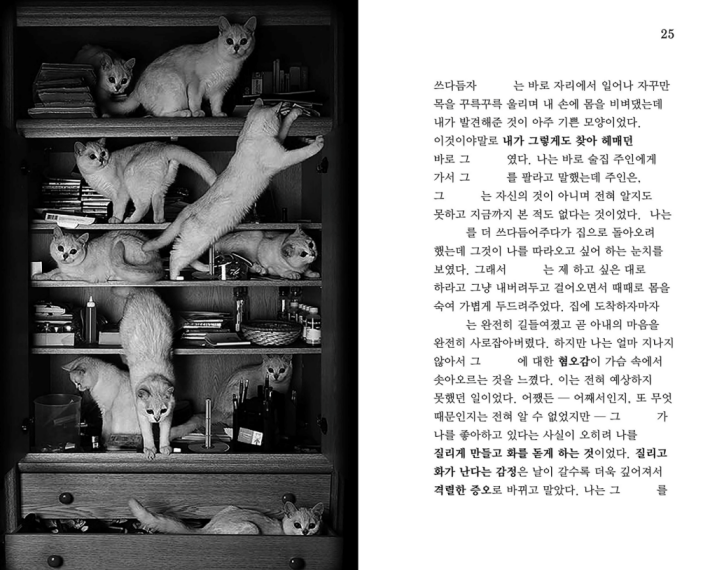 25
쓰다듬자 는 바로 자리에서 일어나 자꾸만
목을 꾸륵꾸륵 울리며 내 손에 몸을 비벼댔는데
내가 발견해준 것이 아주 기쁜 모양이었다.
이것이야말로 내가 그렇게도 찾아 헤매던
바로 그 였다. 나는 바로 술집 주인에게
가서 그 를 팔라고 말했는데 주인은,
그 는 자신의 것이 아니며 전혀 알지도
못하고 지금까지 본 적도 없다는 것이었다. 나는
를 더 쓰다듬어주다가 집으로 돌아오려
했는데 그것이 나를 따라오고 싶어 하는 눈치를
보였다. 그래서 는 제 하고 싶은 대로
하라고 그냥 내버려두고 걸어오면서 때때로 몸을
숙여 가볍게 두드려주었다. 집에 도착하자마자
는 완전히 길들여졌고 곧 아내의 마음을
완전히 사로잡아버렸다. 하지만 나는 얼마 지나지
않아서 그 에 대한 혐오감이 가슴 속에서
솟아오르는 것을 느꼈다. 이는 전혀 예상하지
못했던 일이었다. 어쨌든 — 어째서인지, 또 무엇
때문인지는 전혀 알 수 없었지만 — 그 가
나를 좋아하고 있다는 사실이 오히려 나를
질리게 만들고 화를 돋게 하는 것이었다. 질리고
화가 난다는 감정은 날이 갈수록 더욱 깊어져서
격렬한 증오로 바뀌고 말았다. 나는 그 를